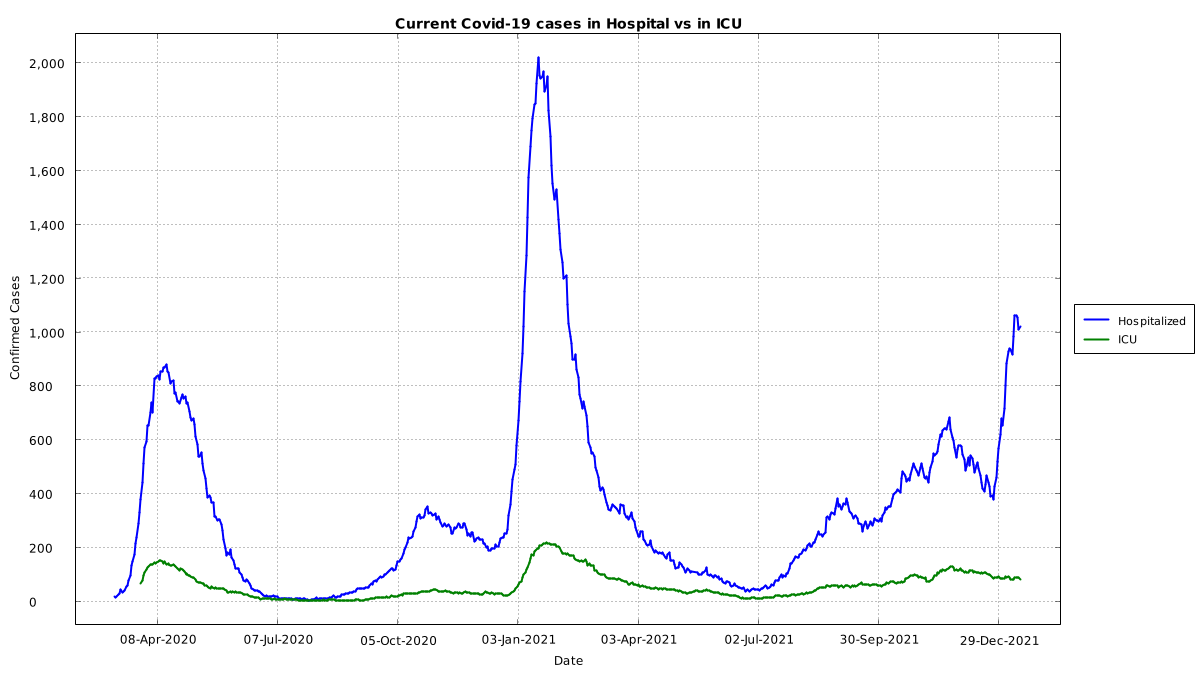 Current Covid-19 cases in Hospital vs in ICU
2,000
1,800
1,600
1,400
1,200
1,000
800
600
400
200
0
Confirmed Cases
08-Apr-2020 07-Jul-2020 05-Oct-2020 03-Jan-2021 03-Apr-2021 02-Jul-2021 30-Sep-2021 29-Dec-2021
Date
Hospitalized
ICU